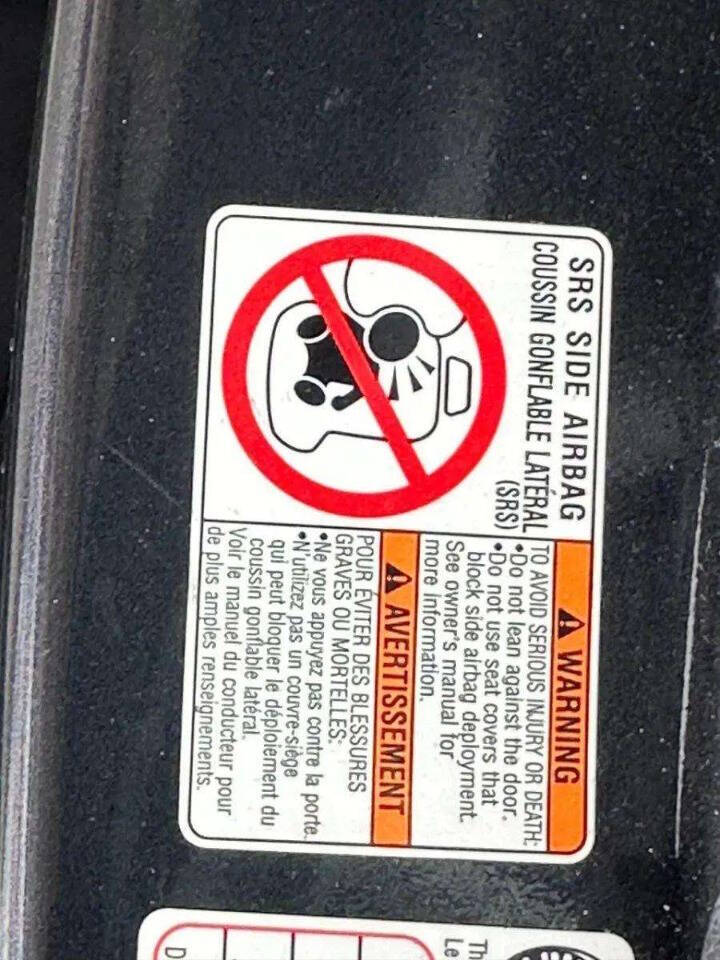 SRS SIDE AIRBAG
COUSSIN GONFLABLE LATÉRAL
(SRS)
WARNING
TO AVOID SERIOUS INJURY OR DEATH:
•Do not lean against the door.
•Do not use seat covers that
block side airbag deployment.
See owner's manual for
more information.
AVERTISSEMENT
POUR ÉVITER DES BLESSURES
GRAVES OU MORTELLES:
•Ne vous appuyez pas contre la porte.
•N'utilizez pas un couvre-siège
qui peut bloquer le déploiement du
coussin gonflable latéral.
Voir le manuel du conducteur pour
de plus amples renseignements.
Th
Le
D